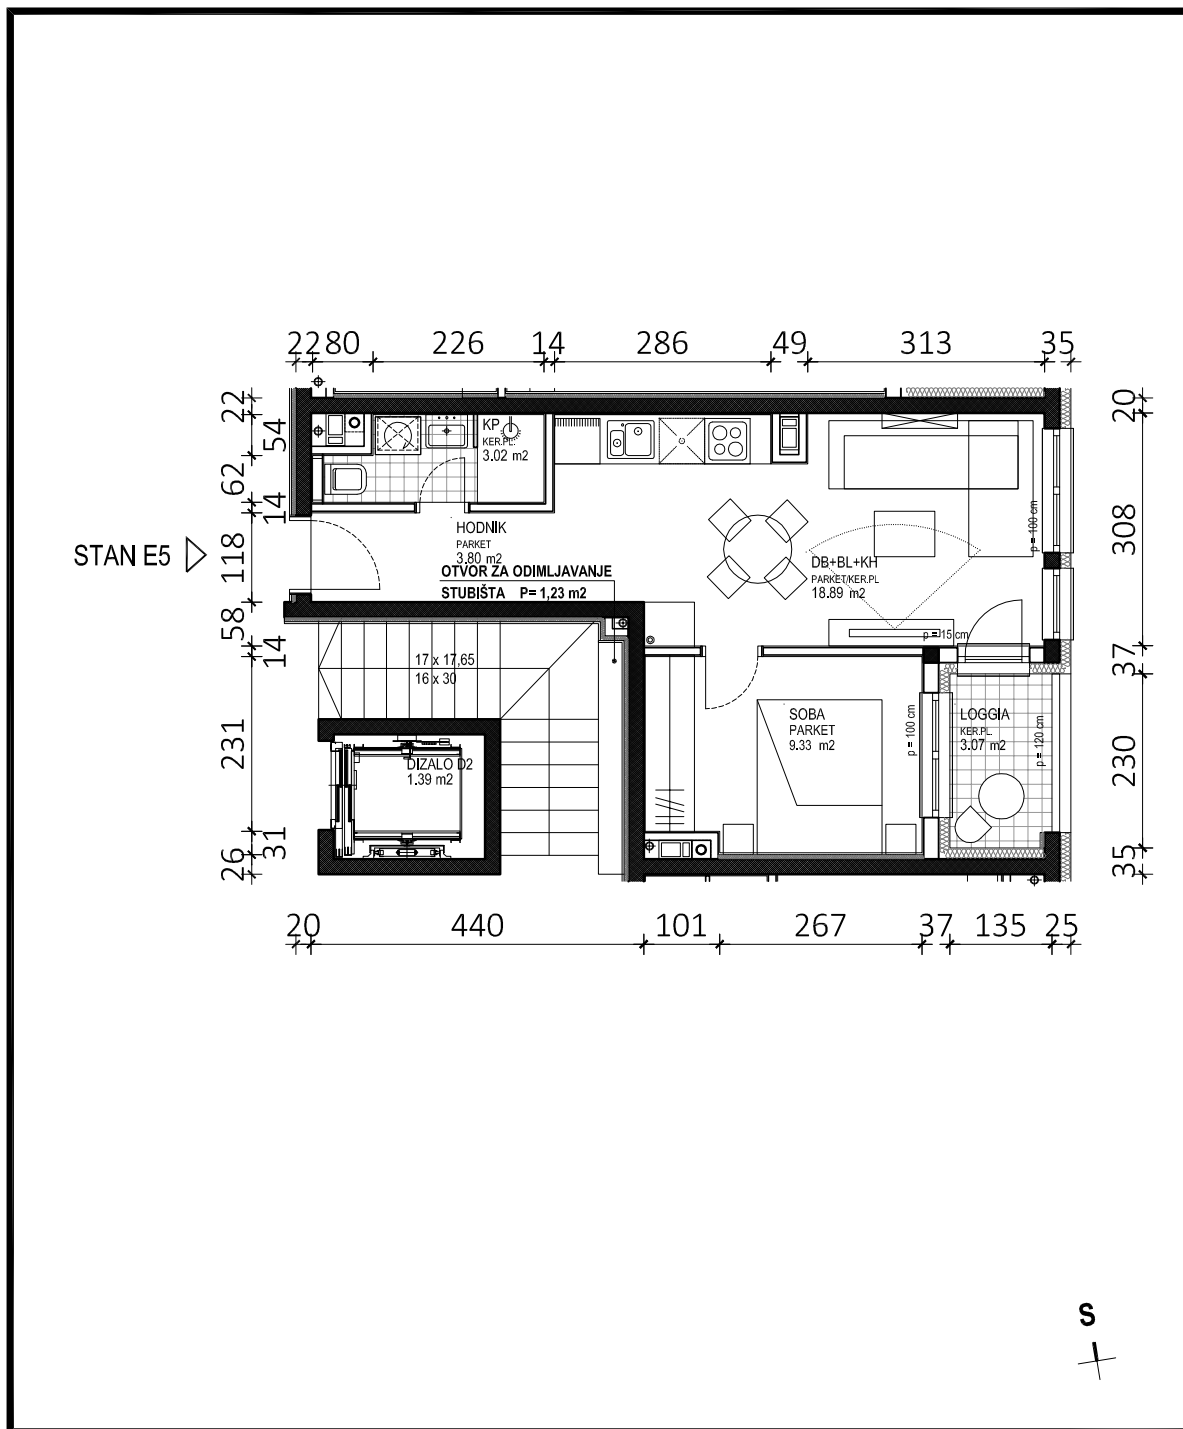 22 80 226 14 286 49 313 35
22 54 62 14 118 58 14 231 31 26
20 308 37 37 230 35
STAN E5
KP
KER.PL.
3.02 m2
HODNIK
PARKET
3.80 m2
OTVOR ZA ODIMLJAVANJE
STUBIŠTA P= 1,23 m2
DB+BL+KH
PARKET/KER.PL
18.89 m2
p = 100 cm
p = 15 cm
17 x 17,65
16 x 30
DIZALO D2
1.39 m2
SOBA
PARKET
9.33 m2
p = 100 cm
LOGGIA
KER.PL.
3.07 m2
p = 120 cm
20 440 101 267 37 135 25
S